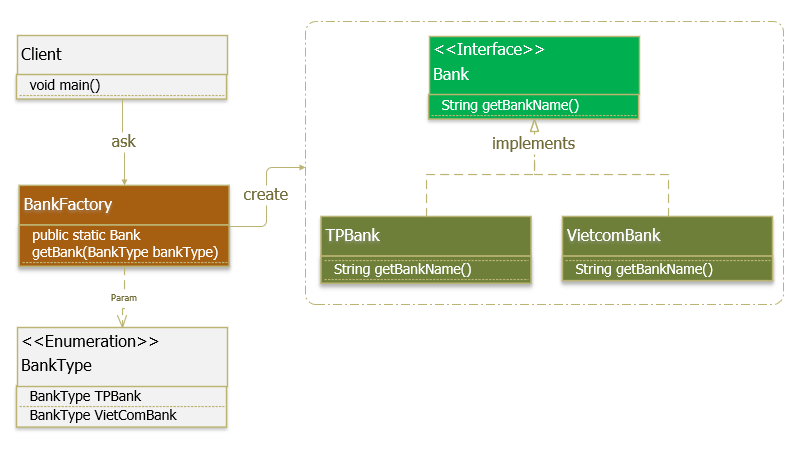 Client
void main()
ask
BankFactory
public static Bank
getBank(BankType bankType)
create
Param
<<Enumeration>>
BankType
BankType TPBank
BankType VietComBank
<<Interface>>
Bank
String getBankName()
implements
TPBank
String getBankName()
VietcomBank
String getBankName()